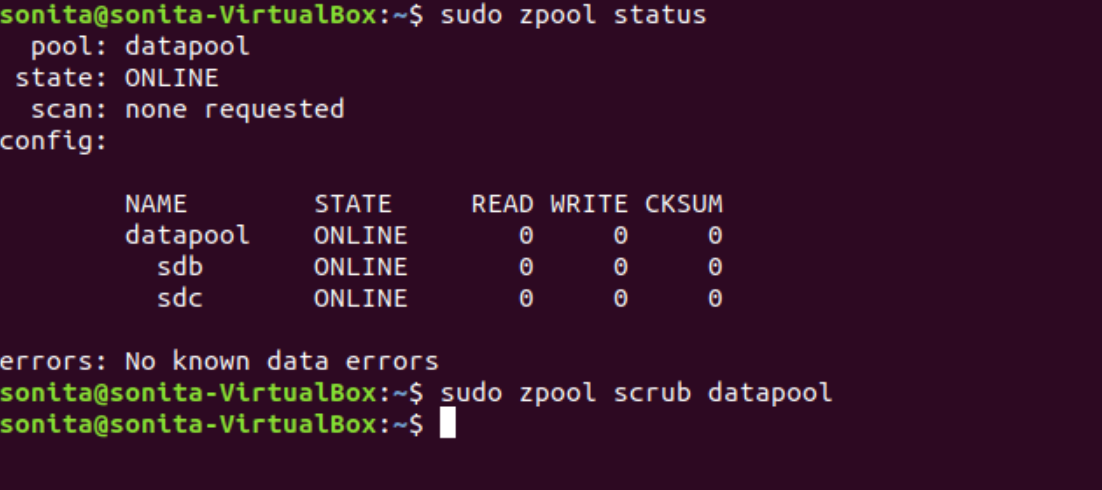 sonita@sonita-VirtualBox:~$ sudo zpool status
  pool: datapool
 state: ONLINE
  scan: none requested
config:

        NAME        STATE     READ WRITE CKSUM
        datapool    ONLINE       0     0     0
          sdb       ONLINE       0     0     0
          sdc       ONLINE       0     0     0

errors: No known data errors
sonita@sonita-VirtualBox:~$ sudo zpool scrub datapool
sonita@sonita-VirtualBox:~$